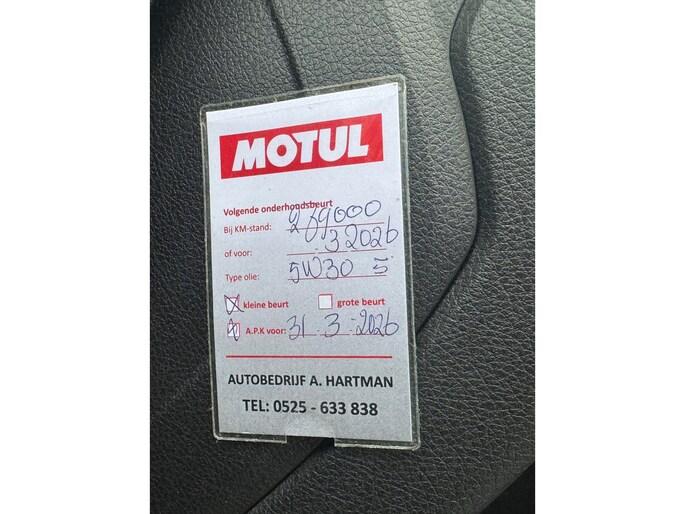 MOTUL
Volgende onderhoudsbeurt
Bij KM-stand: 269000
of voor: .3 2026
Type olie: 5W30 5
kleine beurt grote beurt
A.P.K voor: 31-3-2026
AUTOBEDRIJF A. HARTMAN
TEL: 0525 - 633 838